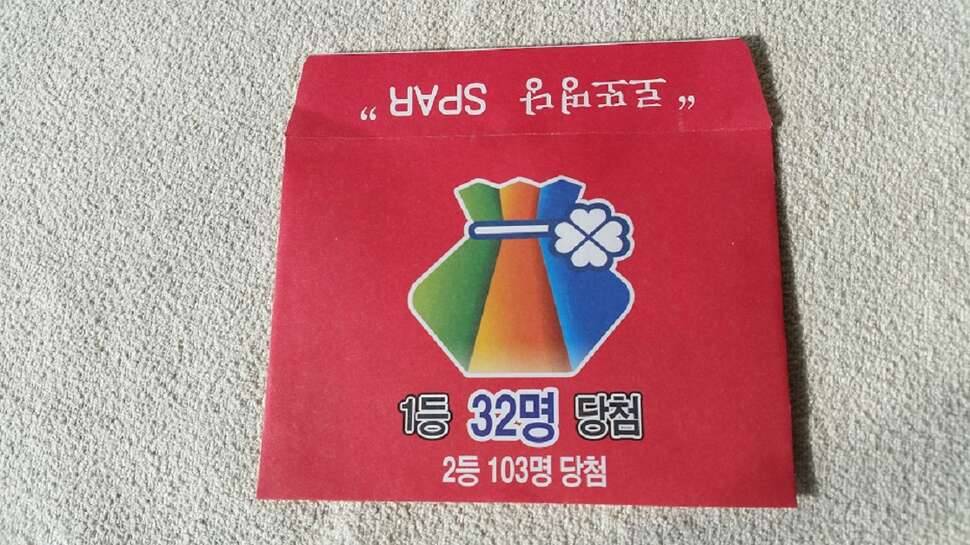 "로또명당 SPAR"
1등 32명 당첨
2등 103명 당첨